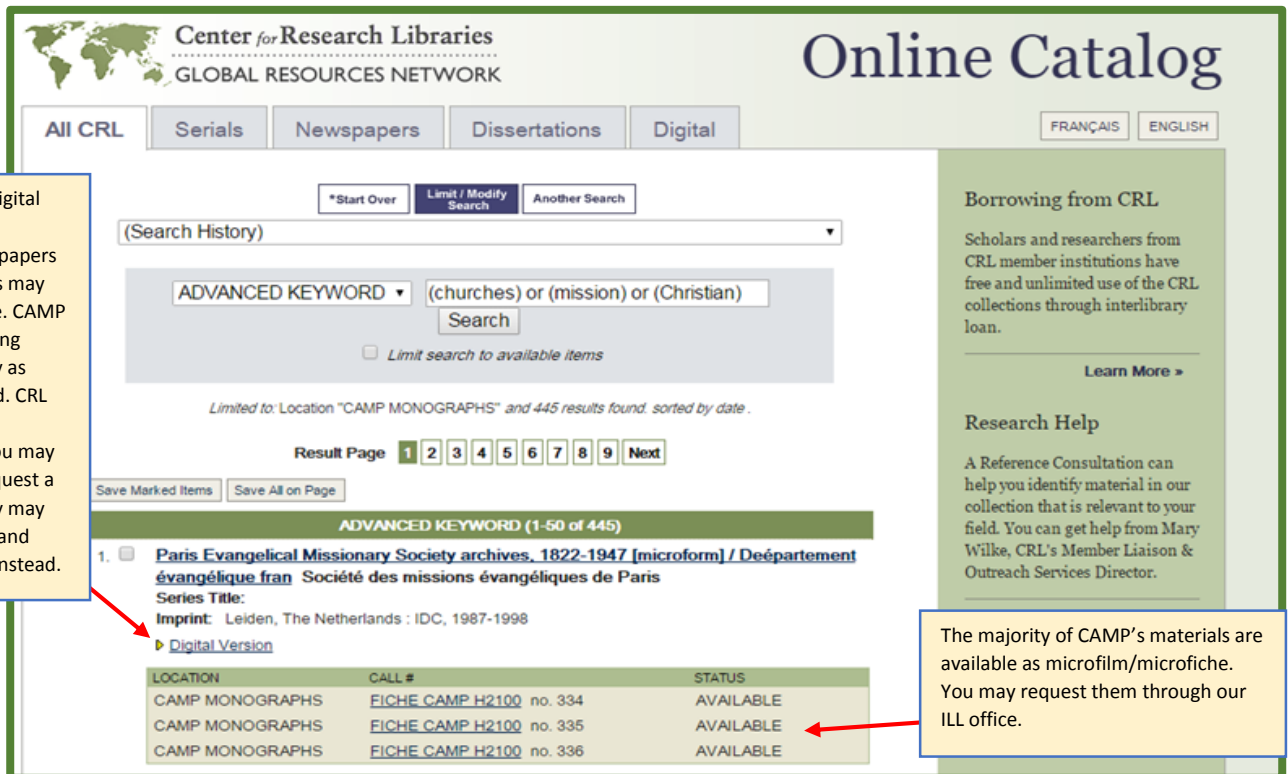 Center for Research Libraries
GLOBAL RESOURCES NETWORK
Online Catalog
All CRL
Serials
Newspapers
Dissertations
Digital
FRANÇAIS
ENGLISH
*Start Over
Limit / Modify Search
Another Search
(Search History)
ADVANCED KEYWORD
(churches) or (mission) or (Christian)
Search
Limit search to available items
Limited to: Location "CAMP MONOGRAPHS" and 445 results found. sorted by date .
Result Page 1 2 3 4 5 6 7 8 9 Next
Save Marked Items
Save All on Page
ADVANCED KEYWORD (1-50 of 445)
1. Paris Evangelical Missionary Society archives, 1822-1947 [microform] / Deépartement
évangélique fran Société des missions évangéliques de Paris
Series Title:
Imprint: Leiden, The Netherlands : IDC, 1987-1998
Digital Version
LOCATION CALL # STATUS
CAMP MONOGRAPHS FICHE CAMP H2100 no. 334 AVAILABLE
CAMP MONOGRAPHS FICHE CAMP H2100 no. 335 AVAILABLE
CAMP MONOGRAPHS FICHE CAMP H2100 no. 336 AVAILABLE
igital
papers
s may
e. CAMP
ing
y as
d. CRL
ou may
quest a
y may
and
instead.
Borrowing from CRL
Scholars and researchers from
CRL member institutions have
free and unlimited use of the CRL
collections through interlibrary
loan.
Learn More »
Research Help
A Reference Consultation can
help you identify material in our
collection that is relevant to your
field. You can get help from Mary
Wilke, CRL's Member Liaison &
Outreach Services Director.
The majority of CAMP's materials are
available as microfilm/microfiche.
You may request them through our
ILL office.